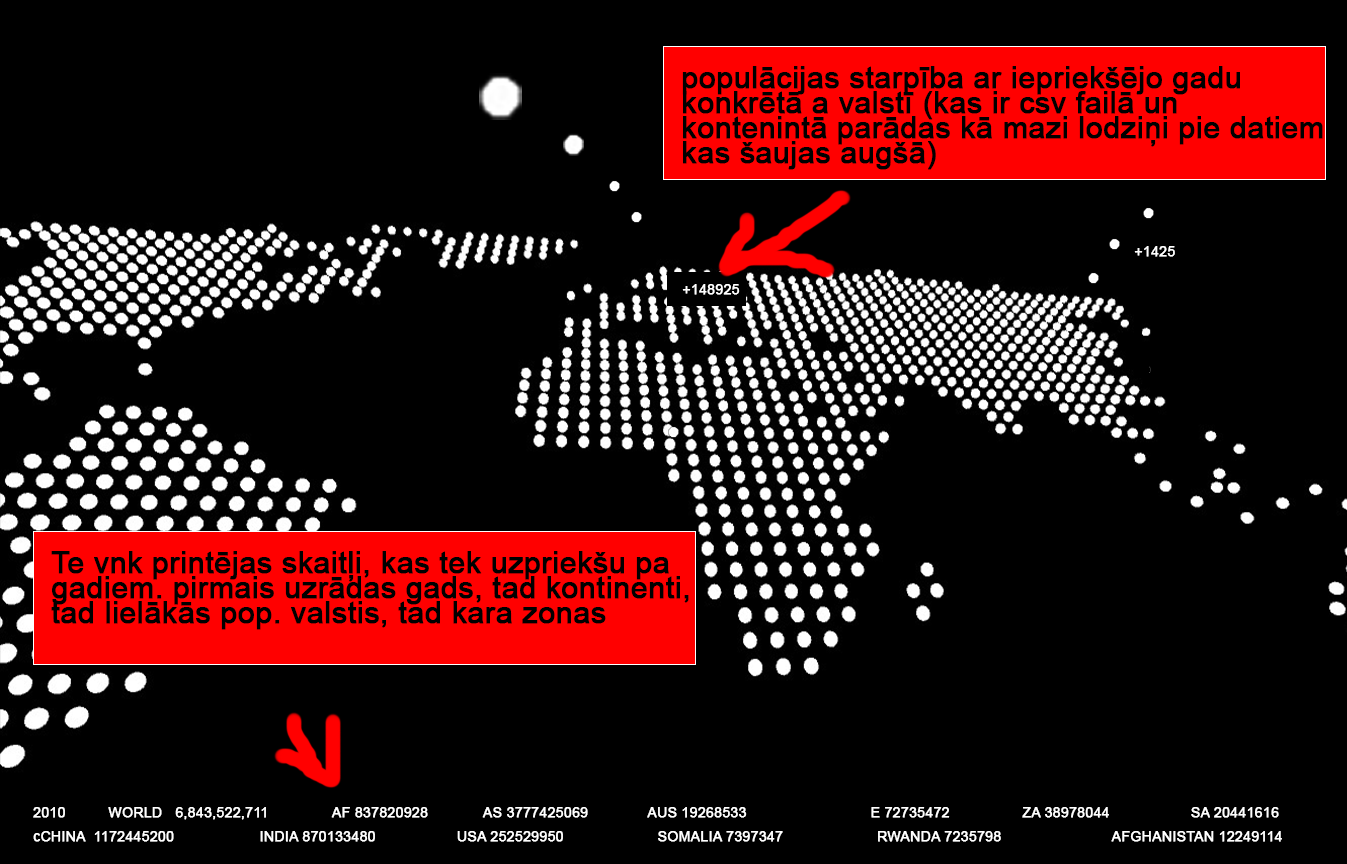 populācijas starpība ar iepriekšējo gadu
konkrētā a valstī (kas ir csv failā un
kontenintā parādas kā mazi lodziņi pie datiem
kas šaujas augšā)
+1425
+148925
Te vnk printējas skaitļi, kas tek uzpriekšu pa
gadiem. pirmais uzrādas gads, tad kontinenti,
tad lielākās pop. valstis, tad kara zonas
2010 WORLD 6,843,522,711 AF 837820928 AS 3777425069 AUS 19268533 E 72735472 ZA 38978044 SA 20441616
cCHINA 1172445200 INDIA 870133480 USA 252529950 SOMALIA 7397347 RWANDA 7235798 AFGHANISTAN 12249114